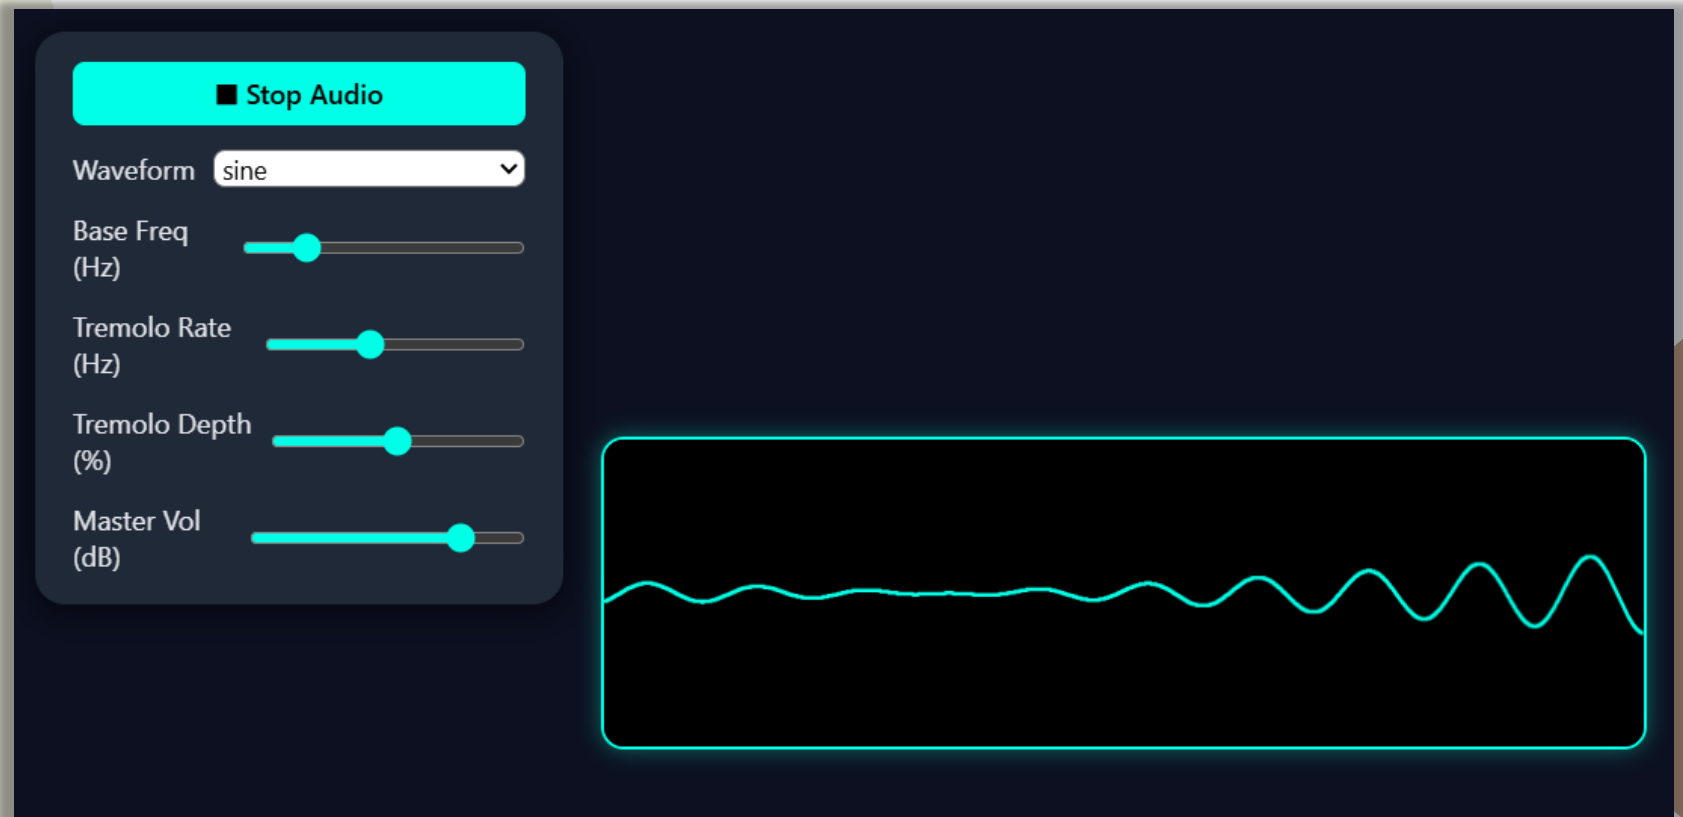 ■ Stop Audio
Waveform sine
Base Freq
(Hz)
Tremolo Rate
(Hz)
Tremolo Depth
(%)
Master Vol
(dB)